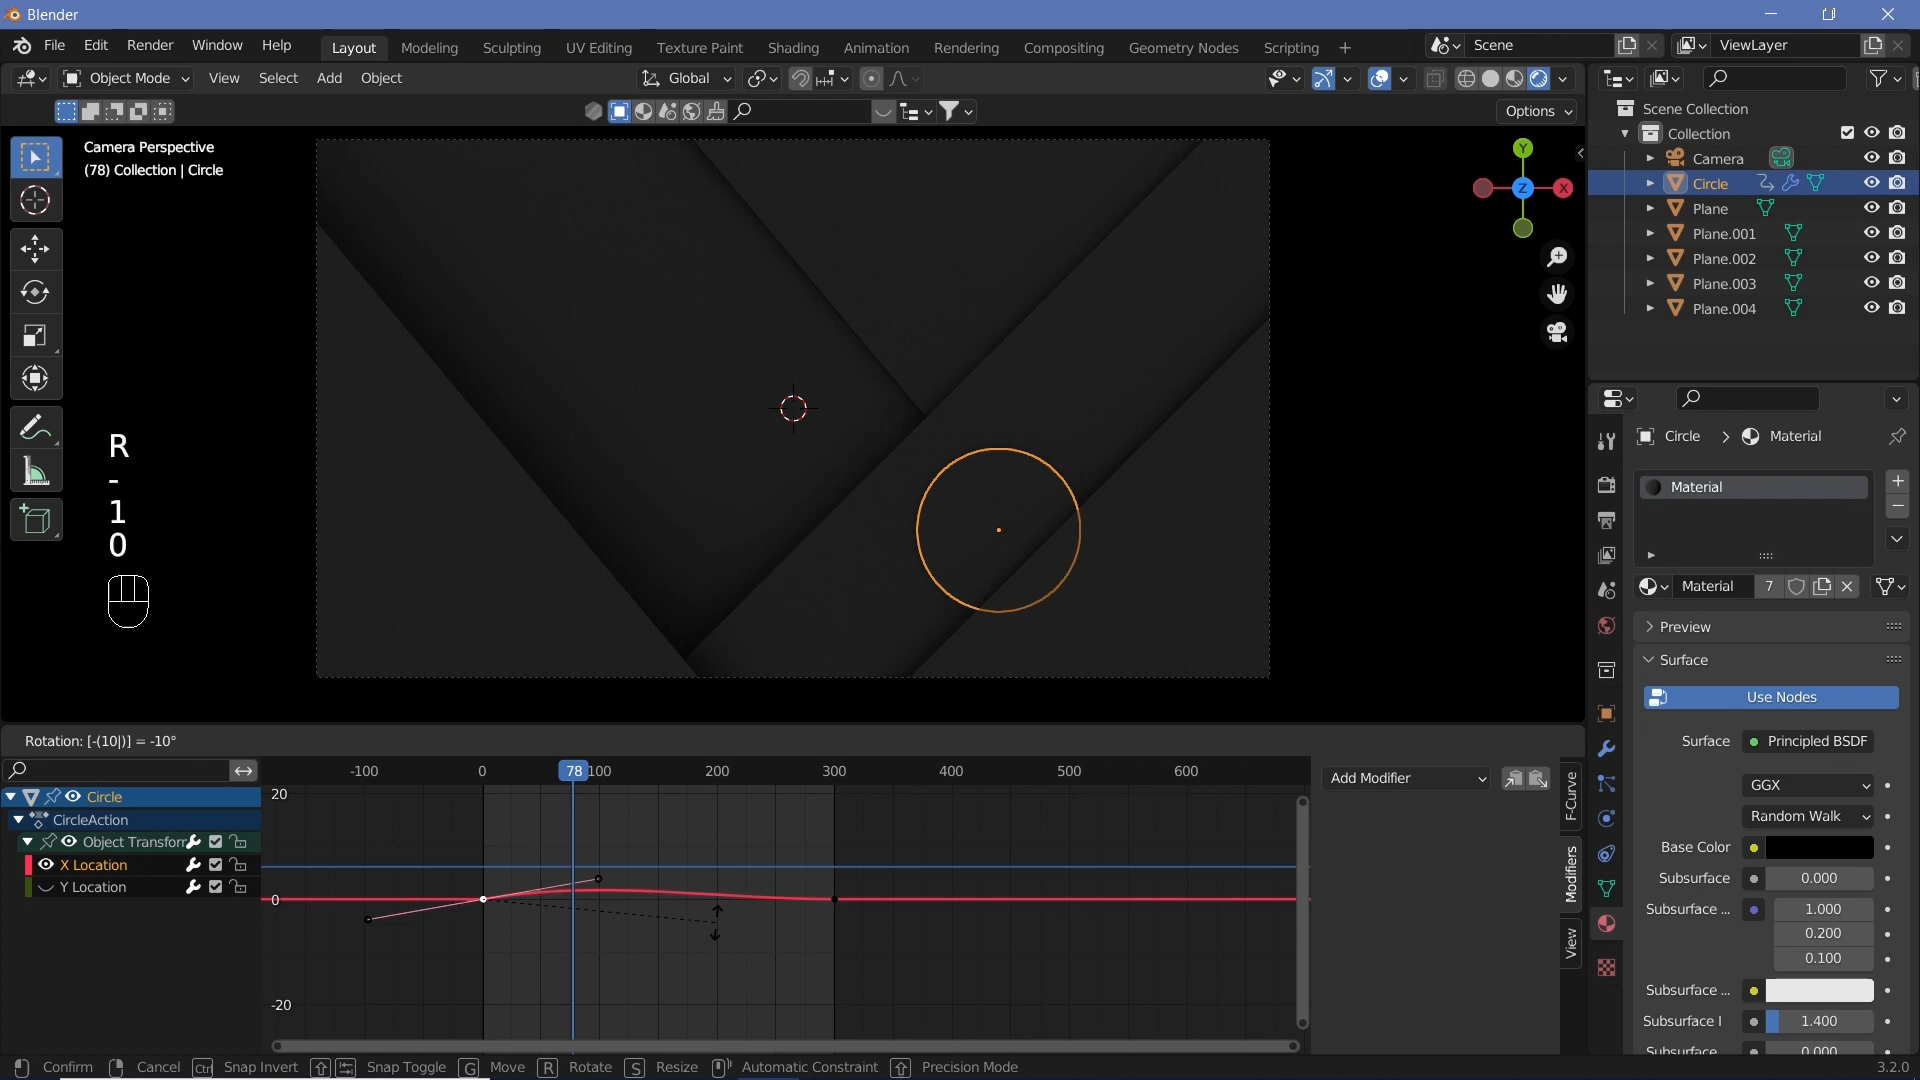 Blender
File Edit Render Window Help Layout Modeling Sculpting UV Editing Texture Paint Shading Animation Rendering Compositing Geometry Nodes Scripting + Scene ViewLayer
Object Mode View Select Add Object Global
Options
Camera Perspective
(78) Collection | Circle
Y
Z
X
R
-
1
0
Scene Collection
Collection
Camera
Circle
Plane
Plane.001
Plane.002
Plane.003
Plane.004
Circle > Material
Material
Material 7
Preview
Surface
Use Nodes
Surface Principled BSDF
GGX
Random Walk
Base Color
Subsurface 0.000
Subsurface ... 1.000
0.200
0.100
Subsurface ...
Subsurface I 1.400
Subsurface 0.000
Rotation: [-(10|)] = -10°
-100 0 78 100 200 300 400 500 600
Circle
CircleAction
Object Transform
X Location
Y Location
20
0
-20
Add Modifier
F-Curve
Modifiers
View
Confirm Cancel Ctrl Snap Invert Snap Toggle G Move R Rotate S Resize Automatic Constraint Precision Mode
3.2.0